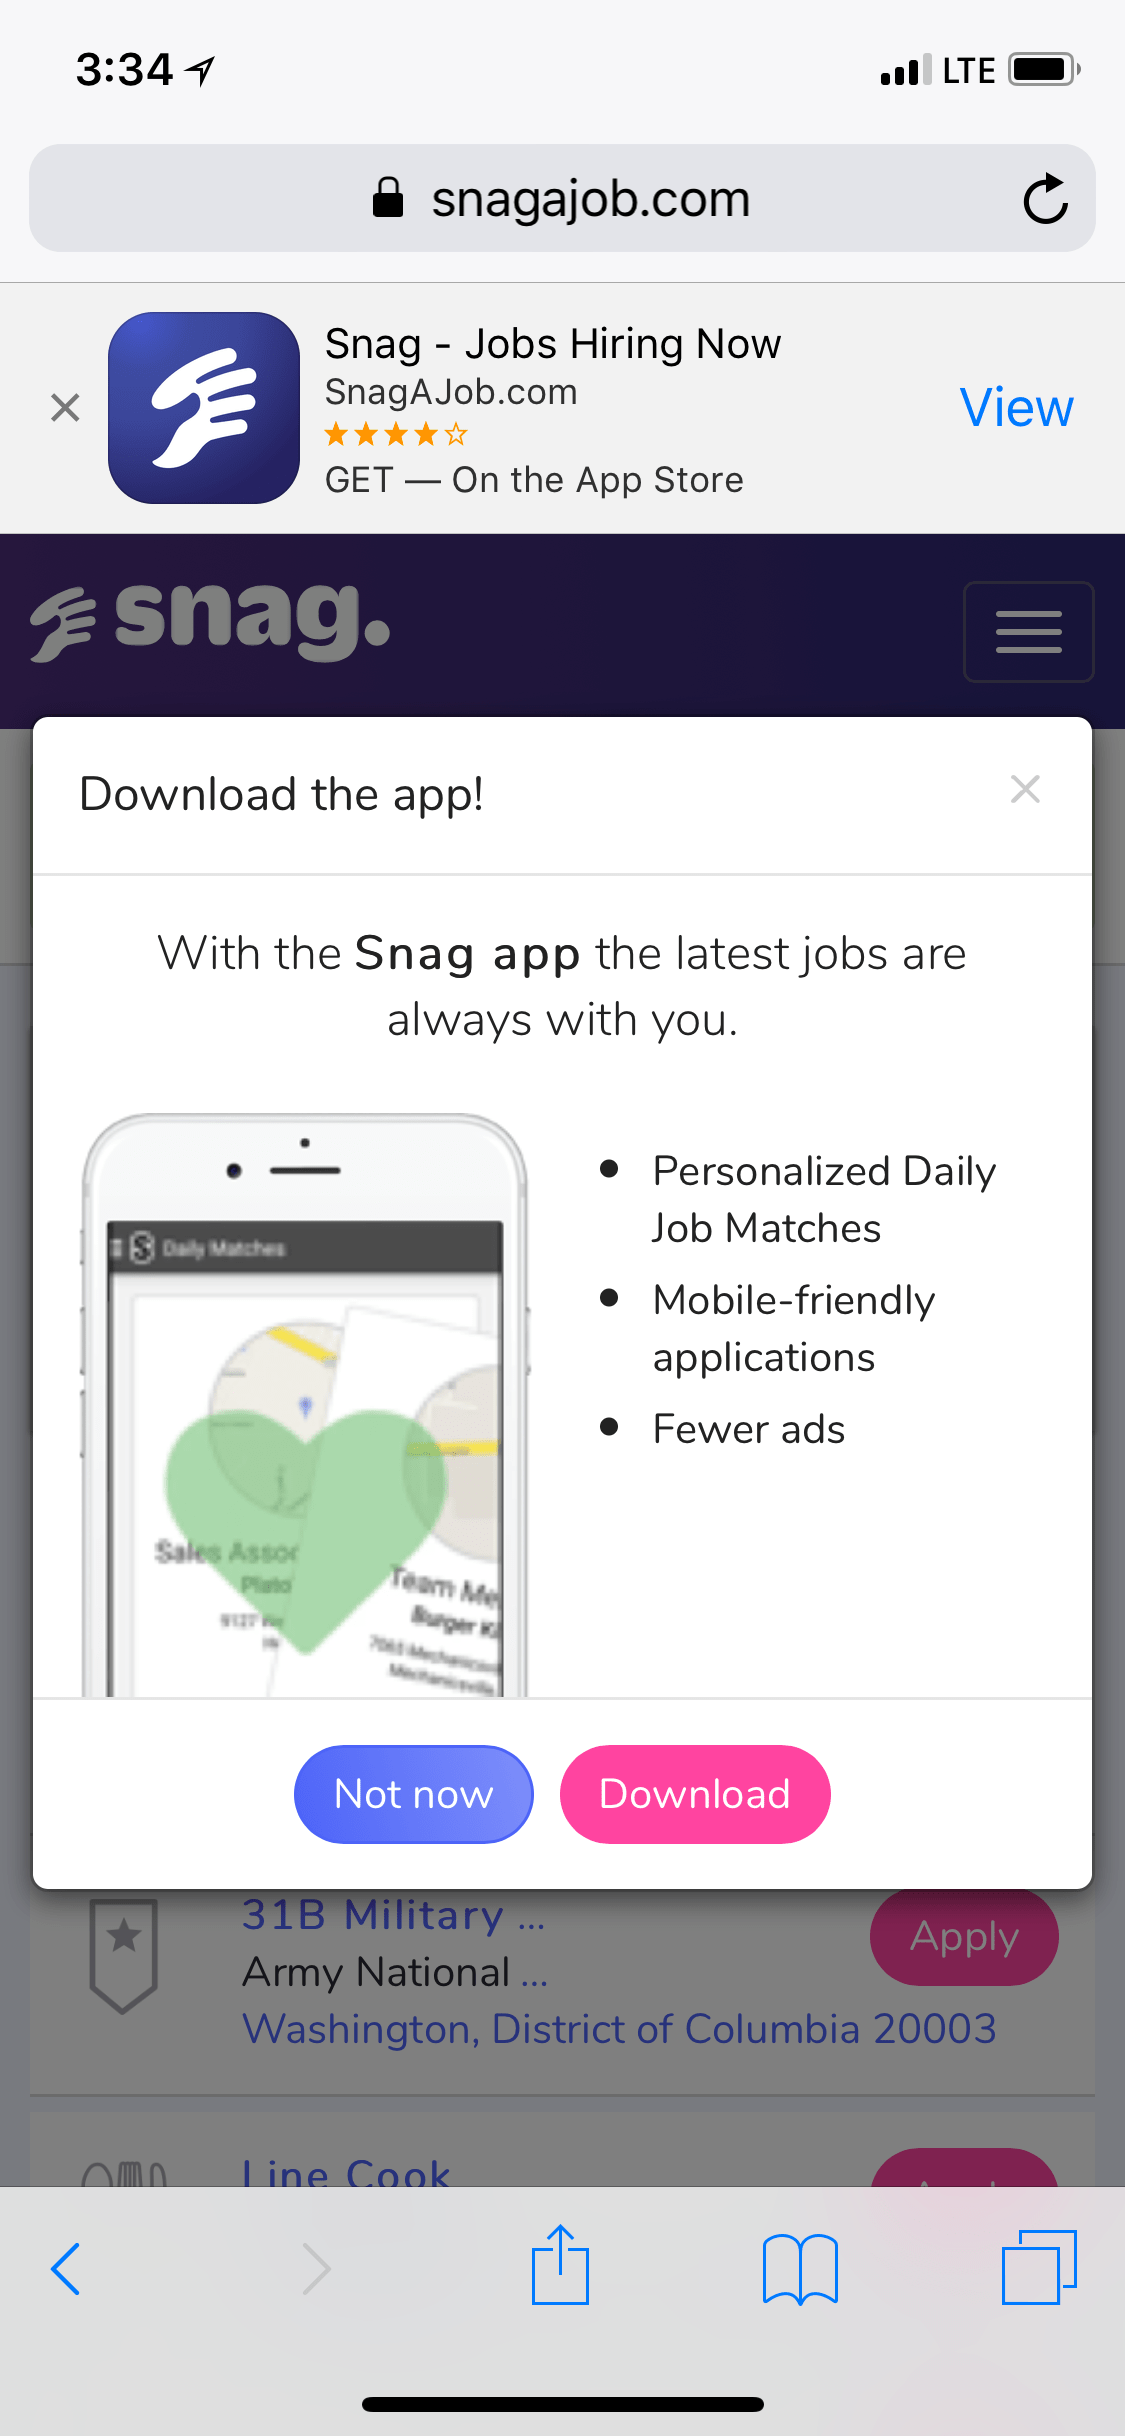 3:34
LTE
snagajob.com
Snag - Jobs Hiring Now
SnagAJob.com
GET — On the App Store
View
snag.
Download the app!
With the Snag app the latest jobs are
always with you.
Daily Matches
Sales Assoc
Plato
9127
Team Me
Burger Ki
Mechanicsville
Personalized Daily
Job Matches
Mobile-friendly
applications
Fewer ads
Not now
Download
31B Military ...
Army National ...
Washington, District of Columbia 20003
Apply
Line Cook